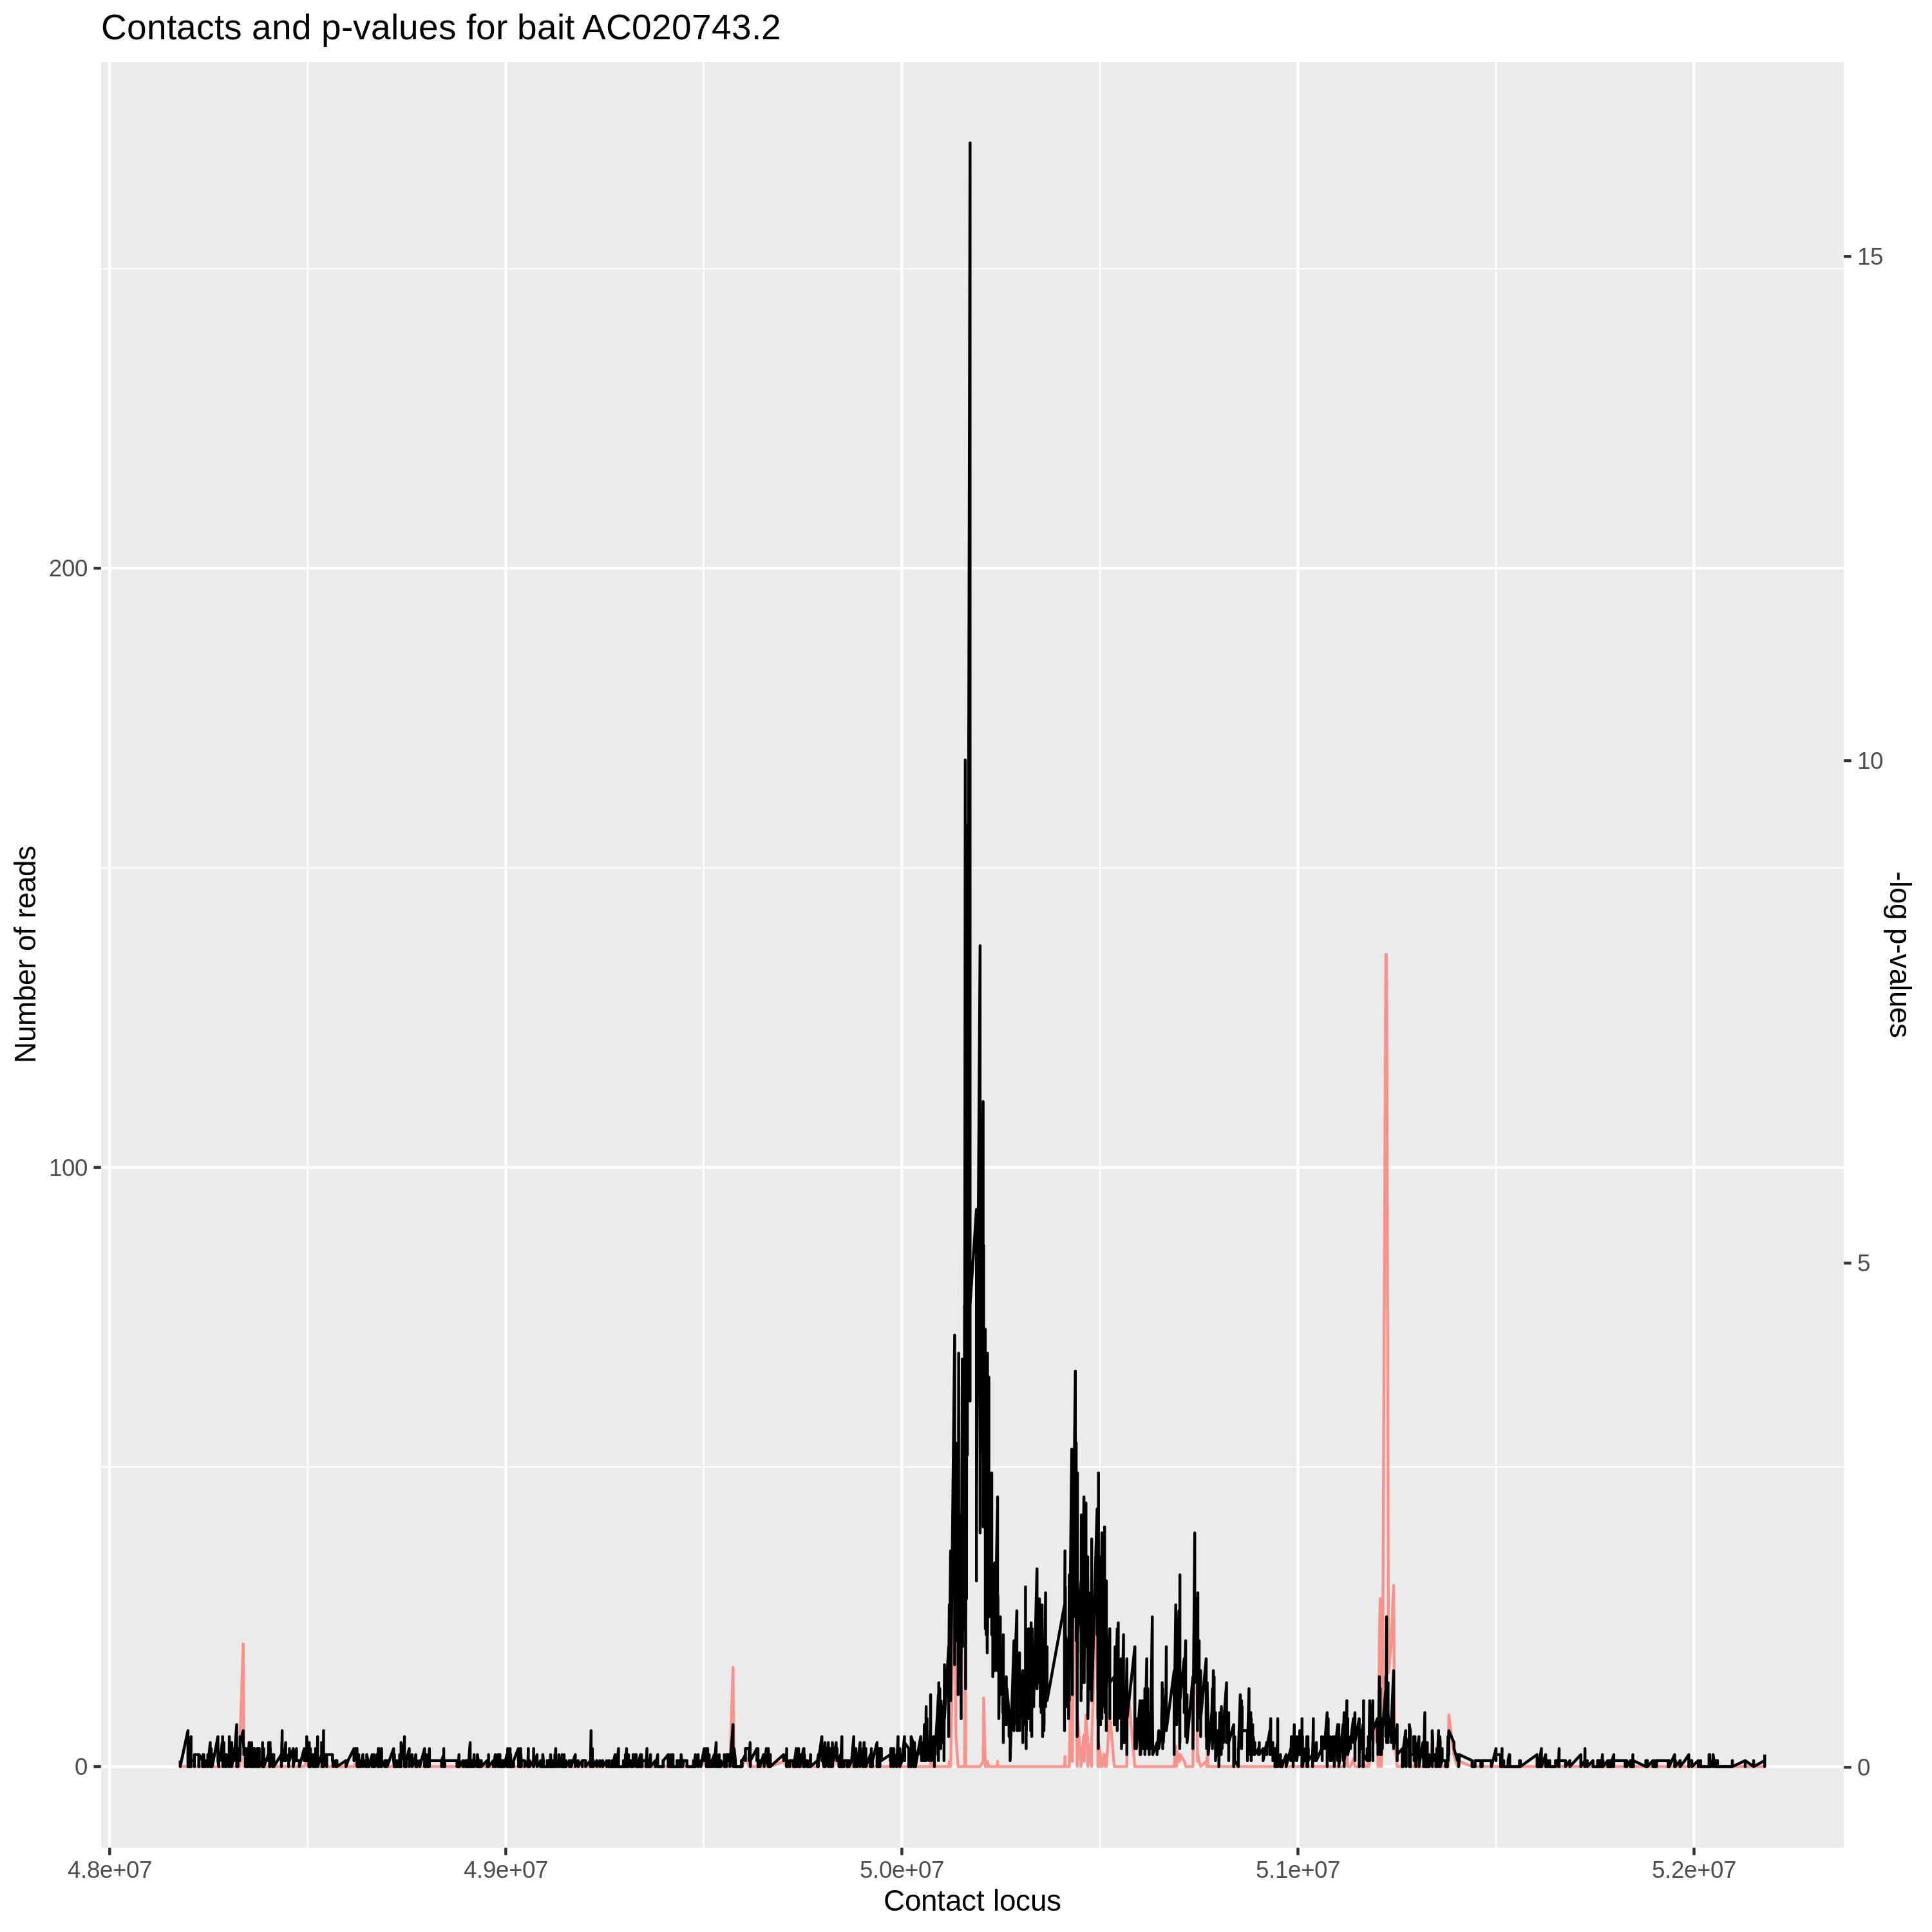 Contacts and p-values for bait AC020743.2
Number of reads
200
100
0
15
10
5
0
-log p-values
4.8e+07 4.9e+07 5.0e+07 5.1e+07 5.2e+07
Contact locus